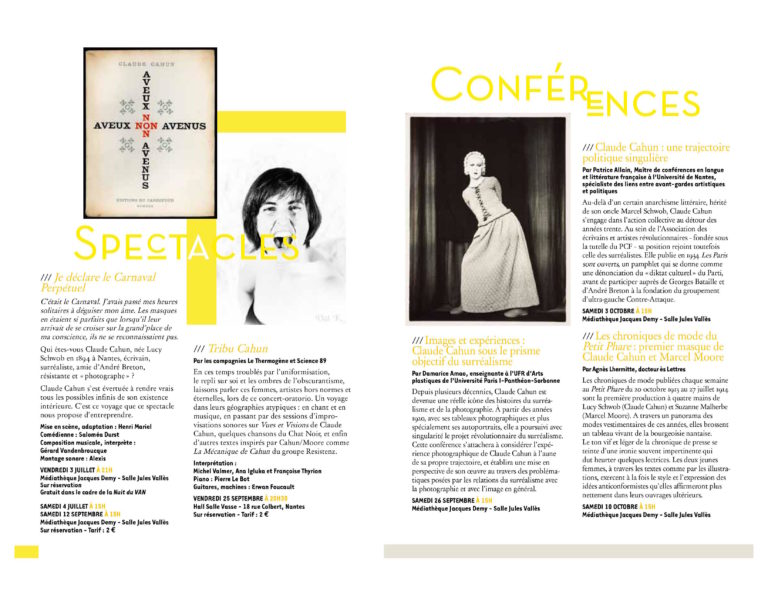 CLAUDE CAHUN
AVEUX
NON
AVENUS
AVEUX NON AVENUS
EDITIONS DU CARREFOUR
SPECTACLES
/// Je déclare le Carnaval
Perpétuel
C'était le Carnaval. J'avais passé mes heures
solitaires à déguiser mon âme. Les masques
en étaient si parfaits que lorsqu'il leur
arrivait de se croiser sur la grand'place de
ma conscience, ils ne se reconnaissaient pas.
Qui êtes-vous Claude Cahun, née Lucy
Schwob en 1894 à Nantes, écrivain,
surréaliste, amie d'André Breton,
résistante et « photographe » ?
Claude Cahun s'est évertuée à rendre vrais
tous les possibles infinis de son existence
intérieure. C'est ce voyage que ce spectacle
nous propose d'entreprendre.
Mise en scène, adaptation : Henri Mariel
Comédienne : Saloméa Durst
Composition musicale, interprète :
Gérard Vandenbroucque
Montage sonore : Alexis
VENDREDI 3 JUILLET À 21H
Médiathèque Jacques Demy - Salle Jules Vallès
Sur réservation
Gratuit dans le cadre de la Nuit du VAN
SAMEDI 4 JUILLET À 15H
SAMEDI 12 SEPTEMBRE À 15H
Médiathèque Jacques Demy - Salle Jules Vallès
Sur réservation - Tarif : 2 €
/// Tribu Cahun
Par les compagnies Le Thermogène et Science 89
En ces temps troublés par l'uniformisation,
le repli sur soi et les ombres de l'obscurantisme,
laissons parler ces femmes, artistes hors normes et
éternelles, lors de ce concert-oratorio. Un voyage
dans leurs géographies atypiques : en chant et en
musique, en passant par des sessions d'impro-
visations sonores sur Vues et Visions de Claude
Cahun, quelques chansons du Chat Noir, et enfin
d'autres textes inspirés par Cahun/Moore comme
La Mécanique de Cahun du groupe Resistenz.
Interprétation :
Michel Valmer, Ana Igluka et Françoise Thyrion
Piano : Pierre Le Bot
Guitares, machines : Erwan Foucault
VENDREDI 25 SEPTEMBRE À 20H30
Hall Salle Vasse - 18 rue Colbert, Nantes
Sur réservation - Tarif : 2 €
CONFÉRENCES
/// Images et expériences :
Claude Cahun sous le prisme
objectif du surréalisme
Par Damarice Amao, enseignante à l'UFR d'Arts
plastiques de l'Université Paris I-Panthéon-Sorbonne
Depuis plusieurs décennies, Claude Cahun est
devenue une réelle icône des histoires du surréa-
lisme et de la photographie. À partir des années
1920, avec ses tableaux photographiques et plus
spécialement ses autoportraits, elle a poursuivi avec
singularité le projet révolutionnaire du surréalisme.
Cette conférence s'attachera à considérer l'expé-
rience photographique de Claude Cahun à l'aune
de sa propre trajectoire, et établira une mise en
perspective de son œuvre au travers des probléma-
tiques posées par les relations du surréalisme avec
la photographie et avec l'image en général.
SAMEDI 26 SEPTEMBRE À 15H
Médiathèque Jacques Demy - Salle Jules Vallès
/// Claude Cahun : une trajectoire
politique singulière
Par Patrice Allain, Maître de conférences en langue
et littérature française à l'Université de Nantes,
spécialiste des liens entre avant-gardes artistiques
et politiques
Au-delà d'un certain anarchisme littéraire, hérité
de son oncle Marcel Schwob, Claude Cahun
s'engage dans l'action collective au détour des
années trente. Au sein de l'Association des
écrivains et artistes révolutionnaires - fondée sous
la tutelle du PCF - sa position rejoint toutefois
celle des surréalistes. Elle publie en 1934 Les Paris
sont ouverts, un pamphlet qui se donne comme
une dénonciation du « diktat culturel » du Parti,
avant de participer auprès de Georges Bataille et
d'André Breton à la fondation du groupement
d'ultra-gauche Contre-Attaque.
SAMEDI 3 OCTOBRE À 15H
Médiathèque Jacques Demy - Salle Jules Vallès
/// Les chroniques de mode du
Petit Phare : premier masque de
Claude Cahun et Marcel Moore
Par Agnès Lhermitte, docteur ès Lettres
Les chroniques de mode publiées chaque semaine
au Petit Phare du 20 octobre 1913 au 27 juillet 1914
sont la première production à quatre mains de
Lucy Schwob (Claude Cahun) et Suzanne Malherbe
(Marcel Moore). A travers un panorama des
modes vestimentaires de ces années, elles brossent
un tableau vivant de la bourgeoisie nantaise.
Le ton vif et léger de la chronique de presse se
teinte d'une ironie souvent impertinente qui
dut heurter quelques lectrices. Les deux jeunes
femmes, à travers les textes comme par les illustra-
tions, exercent à la fois le style et l'expression des
idées anticonformistes qu'elles affirmeront plus
nettement dans leurs ouvrages ultérieurs.
SAMEDI 10 OCTOBRE À 15H
Médiathèque Jacques Demy - Salle Jules Vallès